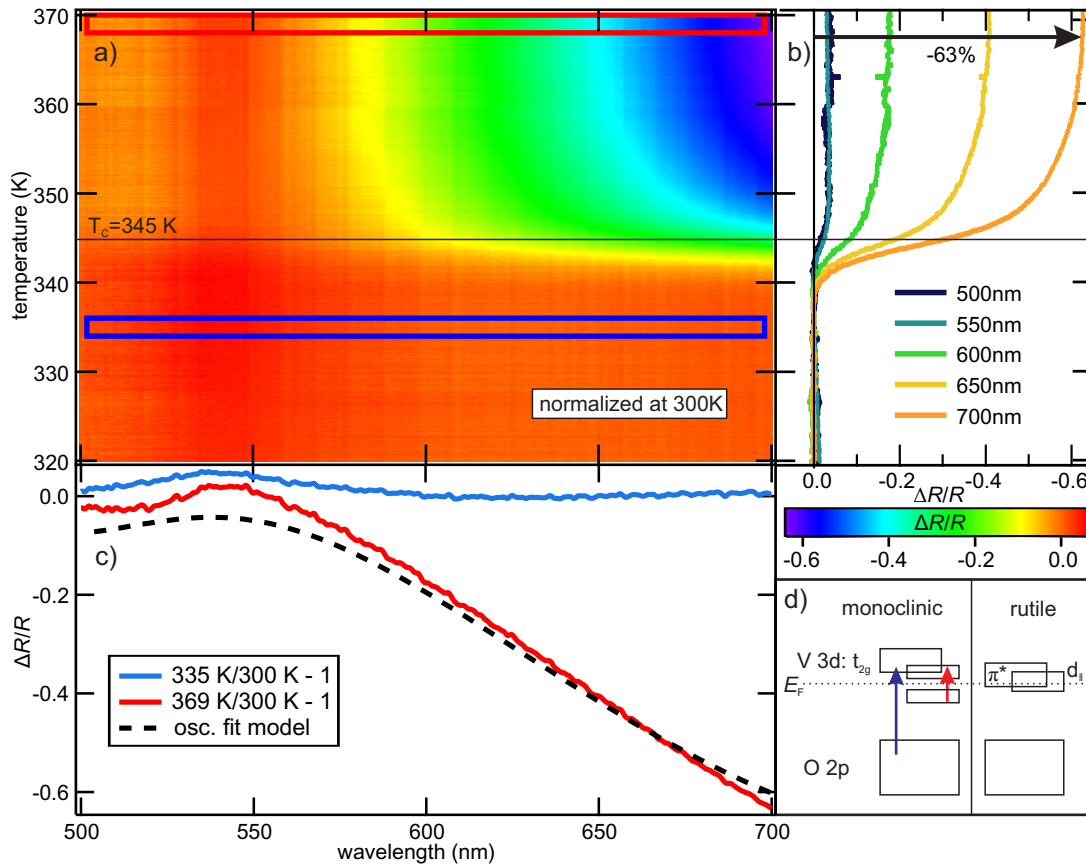 a)
370
360
350
340
330
320
temperature (K)
T_C=345 K
normalized at 300K
b)
-63%
500nm
550nm
600nm
650nm
700nm
0.0 -0.2 -0.4 -0.6
ΔR/R
ΔR/R
-0.6 -0.4 -0.2 0.0
c)
0.0
-0.2
-0.4
-0.6
ΔR/R
335 K/300 K - 1
369 K/300 K - 1
osc. fit model
500 550 600 650 700
wavelength (nm)
d)
monoclinic rutile
V 3d: t_2g
π* d_||
E_F
O 2p